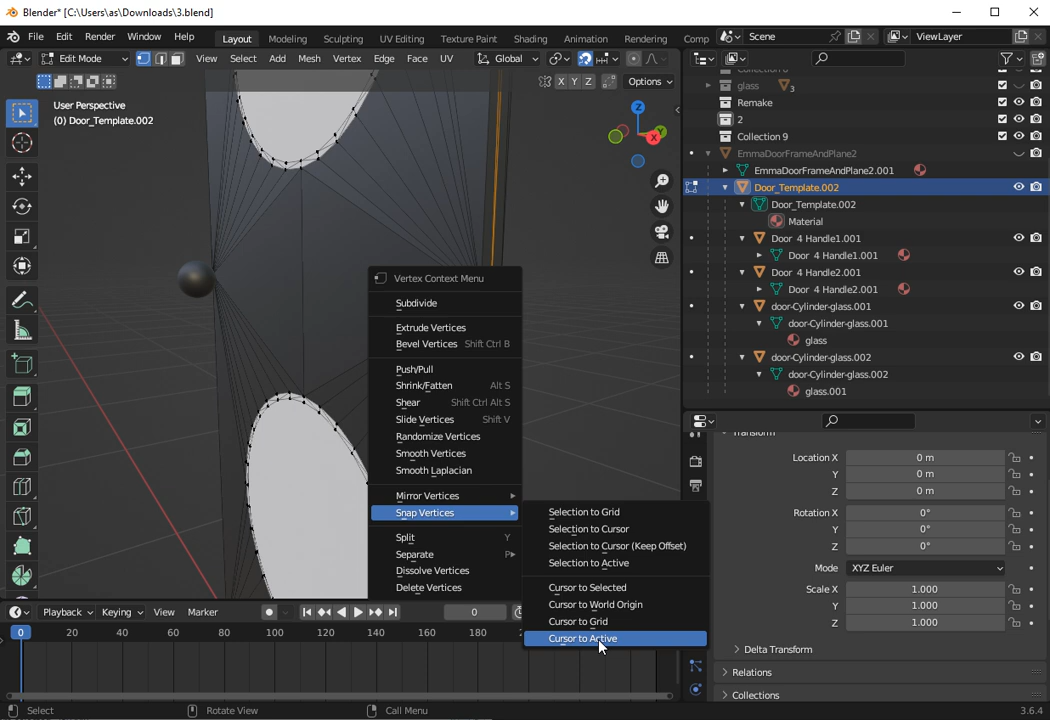 Blender* [C:\Users\as\Downloads\3.blend]
File Edit Render Window Help Layout Modeling Sculpting UV Editing Texture Paint Shading Animation Rendering Comp Scene ViewLayer
Edit Mode View Select Add Mesh Vertex Edge Face UV Global
X Y Z Options
User Perspective
(0) Door_Template.002
Z
Y
X
Vertex Context Menu
Subdivide
Extrude Vertices
Bevel Vertices Shift Ctrl B
Push/Pull
Shrink/Fatten Alt S
Shear Shift Ctrl Alt S
Slide Vertices Shift V
Randomize Vertices
Smooth Vertices
Smooth Laplacian
Mirror Vertices
Snap Vertices
Split Y
Separate P
Dissolve Vertices
Delete Vertices
Selection to Grid
Selection to Cursor
Selection to Cursor (Keep Offset)
Selection to Active
Cursor to Selected
Cursor to World Origin
Cursor to Grid
Cursor to Active
glass 3
Remake
2
Collection 9
EmmaDoorFrameAndPlane2
EmmaDoorFrameAndPlane2.001
Door_Template.002
Door_Template.002
Material
Door 4 Handle1.001
Door 4 Handle1.001
Door 4 Handle2.001
Door 4 Handle2.001
door-Cylinder-glass.001
door-Cylinder-glass.001
glass
door-Cylinder-glass.002
door-Cylinder-glass.002
glass.001
Transform
Location X 0 m
Y 0 m
Z 0 m
Rotation X 0°
Y 0°
Z 0°
Mode XYZ Euler
Scale X 1.000
Y 1.000
Z 1.000
Delta Transform
Relations
Collections
Playback Keying View Marker 0
0 20 40 60 80 100 120 140 160 180
Select Rotate View Call Menu 3.6.4